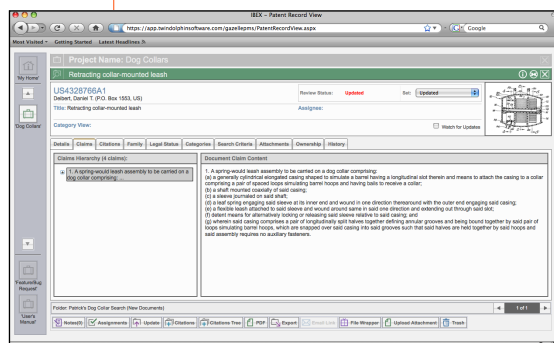 IBEX – Patent Record View
https://app.twindolphinsoftware.com/gazellepms/PatentRecordView.aspx
Google
Most Visited Getting Started Latest Headlines
'My Home'
'Dog Collars'
'Feature/Bug Request'
'User's Manual'
Project Name: Dog Collars
Retracting collar-mounted leash
US4328766A1
Deibert, Daniel T. (P.O. Box 1553, US)
Title: Retracting collar-mounted leash
Category View:
Review Status: Updated Set: Updated
Assignee:
Watch for Updates
Details Claims Citations Family Legal Status Categories Search Criteria Attachments Ownership History
Claims Hierarchy (4 claims):
1. A spring-would leash assembly to be carried on a dog collar comprising: ...
Document Claim Content
1. A spring-would leash assembly to be carried on a dog collar comprising:
(a) a generally cylindrical elongated casing shaped to simulate a barrel having a longitudinal slot therein and means to attach the casing to a collar
comprising a pair of spaced loops simulating barrel hoops and having bails to receive a collar;
(b) a shaft mounted coaxially of said casing;
(c) a sleeve journaled on said shaft;
(d) a leaf spring engaging said sleeve at its inner end and wound in one direction therearound with the outer end engaging said casing;
(e) a flexible leash attached to said sleeve and wound around same in said one direction and extending out through said slot;
(f) detent means for alternatively locking or releasing said sleeve relative to said casing; and
(g) wherein said casing comprises a pair of longitudinally split halves together defining annular grooves and being bound together by said pair of
loops simulating barrel hoops, which are snapped over said casing into said grooves such that said halves are held together by said hoops and
said assembly requires no auxiliary fasteners.
Folder: Patrick's Dog Collar Search (New Documents)
1 of 1
Notes(0) Assignments Update Citations Citations Tree PDF Export Email Link File Wrapper Upload Attachment Trash